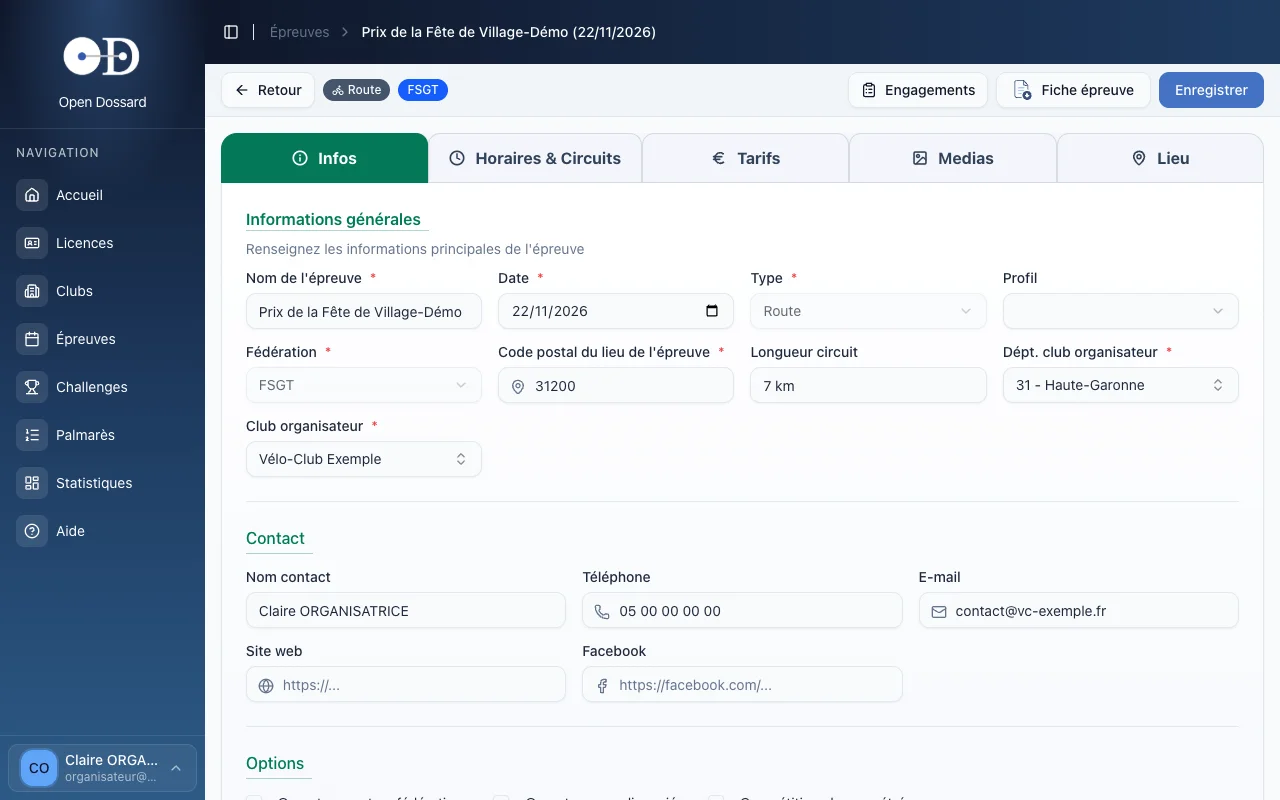 OD
Open Dossard
NAVIGATION
Accueil
Licences
Clubs
Épreuves
Challenges
Palmarès
Statistiques
Aide
CO
Claire ORGA...
organisateur@...
Épreuves > Prix de la Fête de Village-Démo (22/11/2026)
Retour
Route
FSGT
Engagements
Fiche épreuve
Enregistrer
Infos
Horaires & Circuits
€ Tarifs
Medias
Lieu
Informations générales
Renseignez les informations principales de l'épreuve
Nom de l'épreuve *
Date *
Type *
Profil
Prix de la Fête de Village-Démo
22/11/2026
Route
Fédération *
Code postal du lieu de l'épreuve *
Longueur circuit
Dépt. club organisateur *
FSGT
31200
7 km
31 - Haute-Garonne
Club organisateur *
Vélo-Club Exemple
Contact
Nom contact
Téléphone
E-mail
Claire ORGANISATRICE
05 00 00 00 00
contact@vc-exemple.fr
Site web
Facebook
https://...
https://facebook.com/...
Options